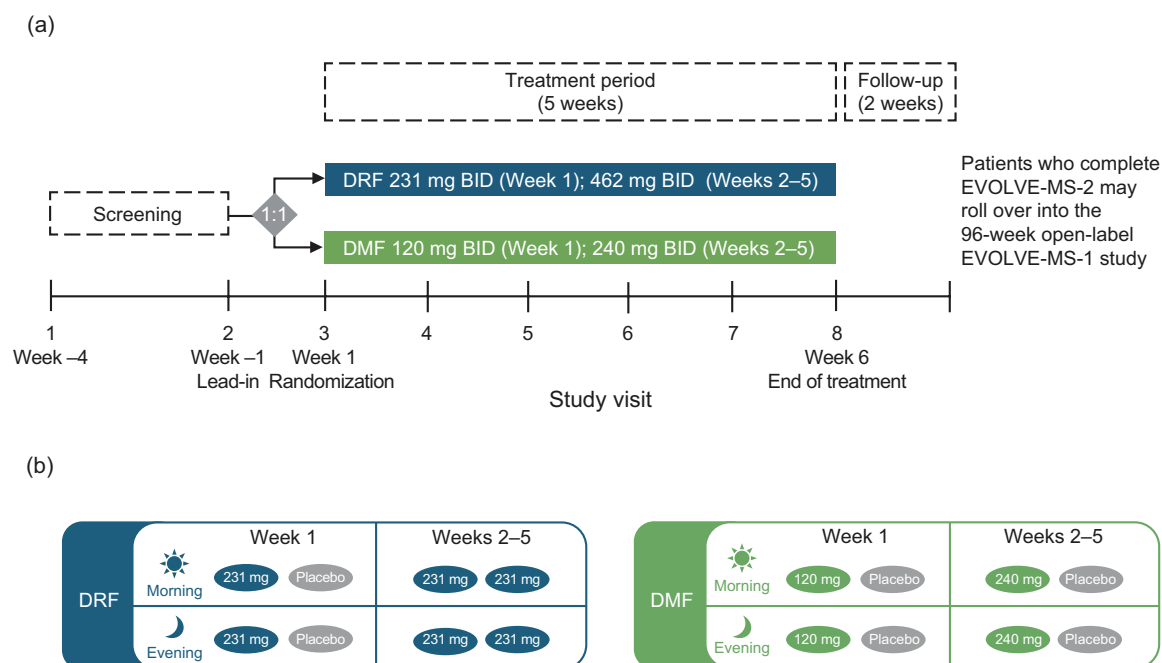 (a)
Treatment period
(5 weeks)
Follow-up
(2 weeks)
Screening
1:1
DRF 231 mg BID (Week 1); 462 mg BID (Weeks 2–5)
DMF 120 mg BID (Week 1); 240 mg BID (Weeks 2–5)
Patients who complete
EVOLVE-MS-2 may
roll over into the
96-week open-label
EVOLVE-MS-1 study
1 2 3 4 5 6 7 8
Week –4 Week –1 Week 1 Week 6
Lead-in Randomization End of treatment
Study visit
(b)
DRF
Week 1 Weeks 2–5
Morning
231 mg Placebo 231 mg 231 mg
Evening
231 mg Placebo 231 mg 231 mg
DMF
Week 1 Weeks 2–5
Morning
120 mg Placebo 240 mg Placebo
Evening
120 mg Placebo 240 mg Placebo